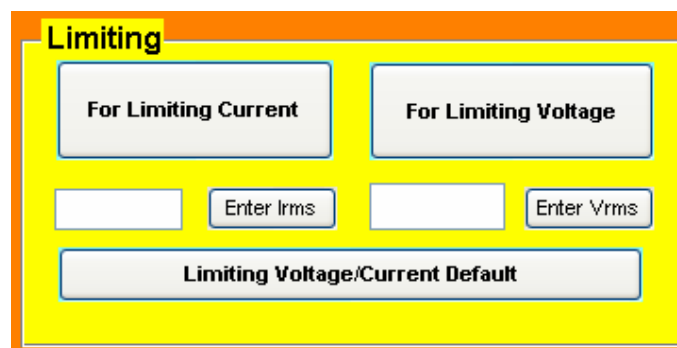 Limiting
For Limiting Current
For Limiting Voltage
Enter Irms
Enter Vrms
Limiting Voltage/Current Default